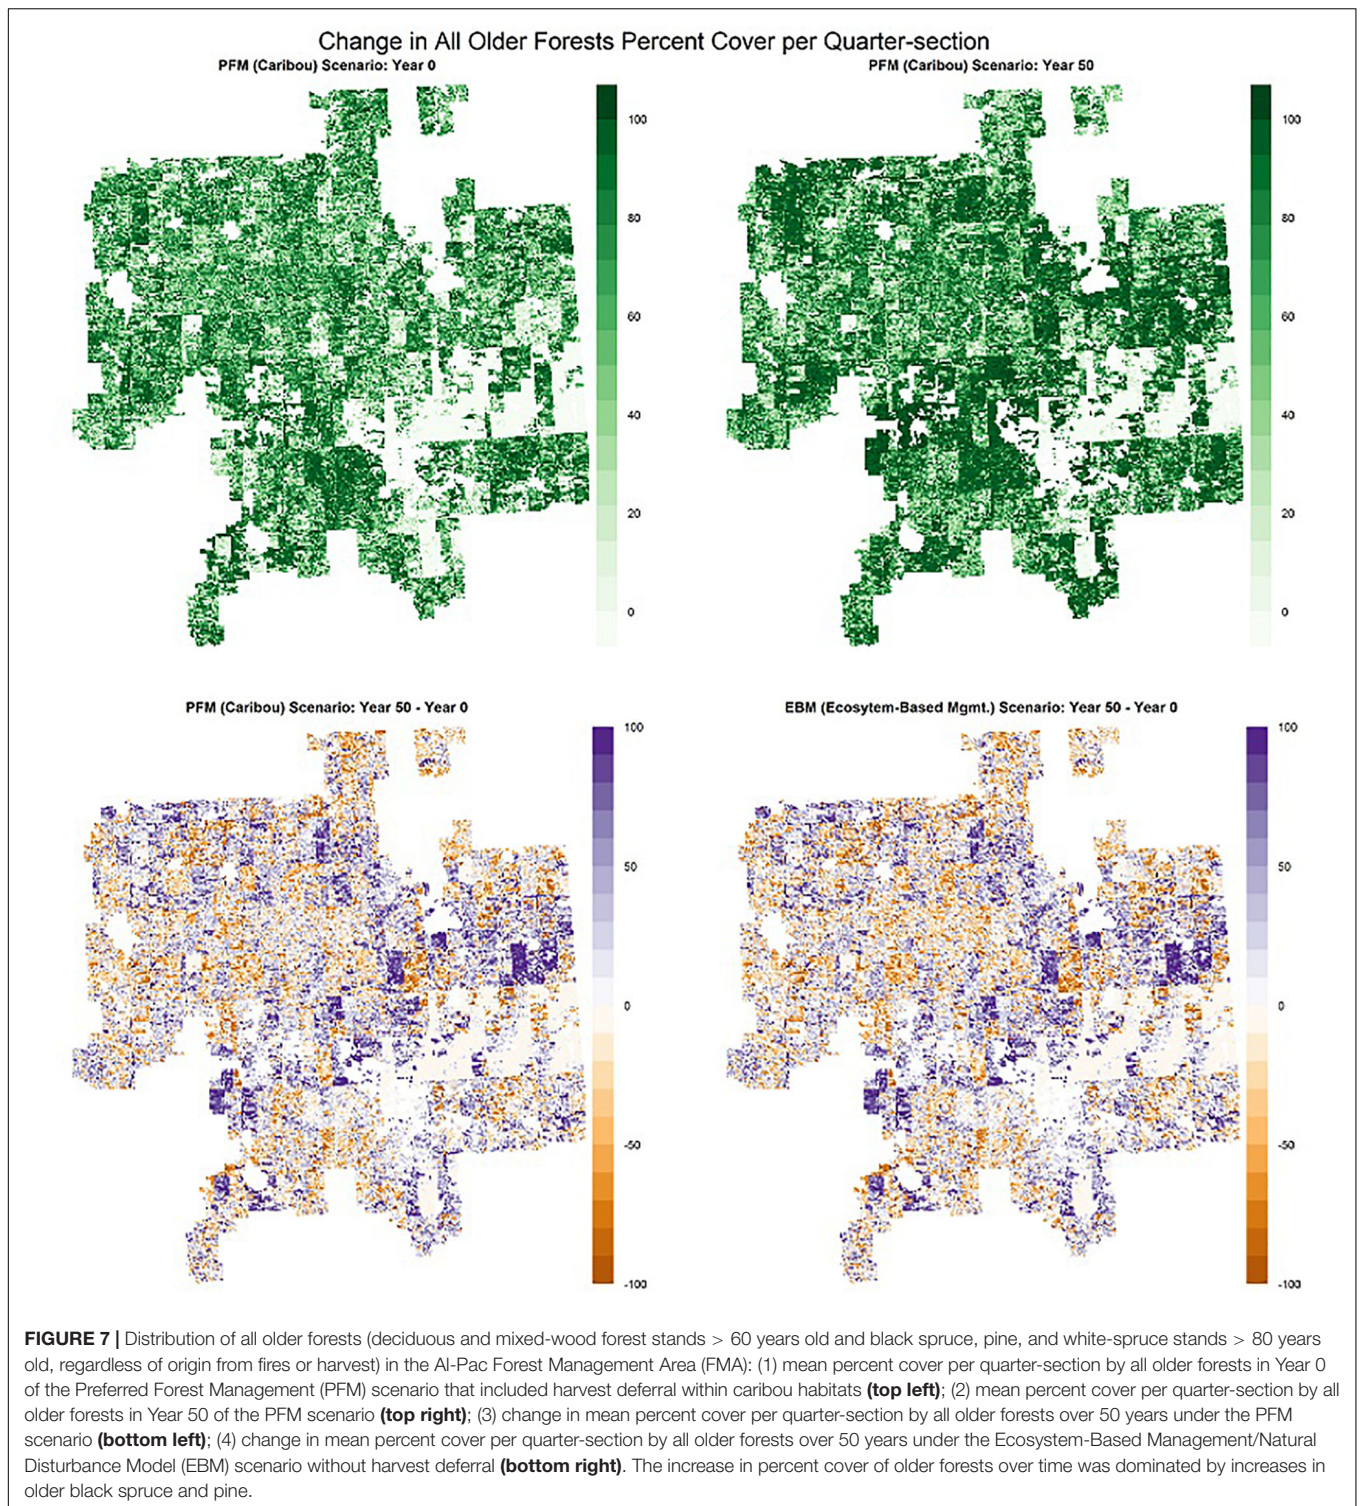 Change in All Older Forests Percent Cover per Quarter-section
PFM (Caribou) Scenario: Year 0
PFM (Caribou) Scenario: Year 50
100
80
60
40
20
0
100
80
60
40
20
0
PFM (Caribou) Scenario: Year 50 - Year 0
EBM (Ecosytem-Based Mgmt.) Scenario: Year 50 - Year 0
100
50
0
-50
-100
100
50
0
-50
-100
FIGURE 7 | Distribution of all older forests (deciduous and mixed-wood forest stands > 60 years old and black spruce, pine, and white-spruce stands > 80 years
old, regardless of origin from fires or harvest) in the Al-Pac Forest Management Area (FMA): (1) mean percent cover per quarter-section by all older forests in Year 0
of the Preferred Forest Management (PFM) scenario that included harvest deferral within caribou habitats (top left); (2) mean percent cover per quarter-section by all
older forests in Year 50 of the PFM scenario (top right); (3) change in mean percent cover per quarter-section by all older forests over 50 years under the PFM
scenario (bottom left); (4) change in mean percent cover per quarter-section by all older forests over 50 years under the Ecosystem-Based Management/Natural
Disturbance Model (EBM) scenario without harvest deferral (bottom right). The increase in percent cover of older forests over time was dominated by increases in
older black spruce and pine.